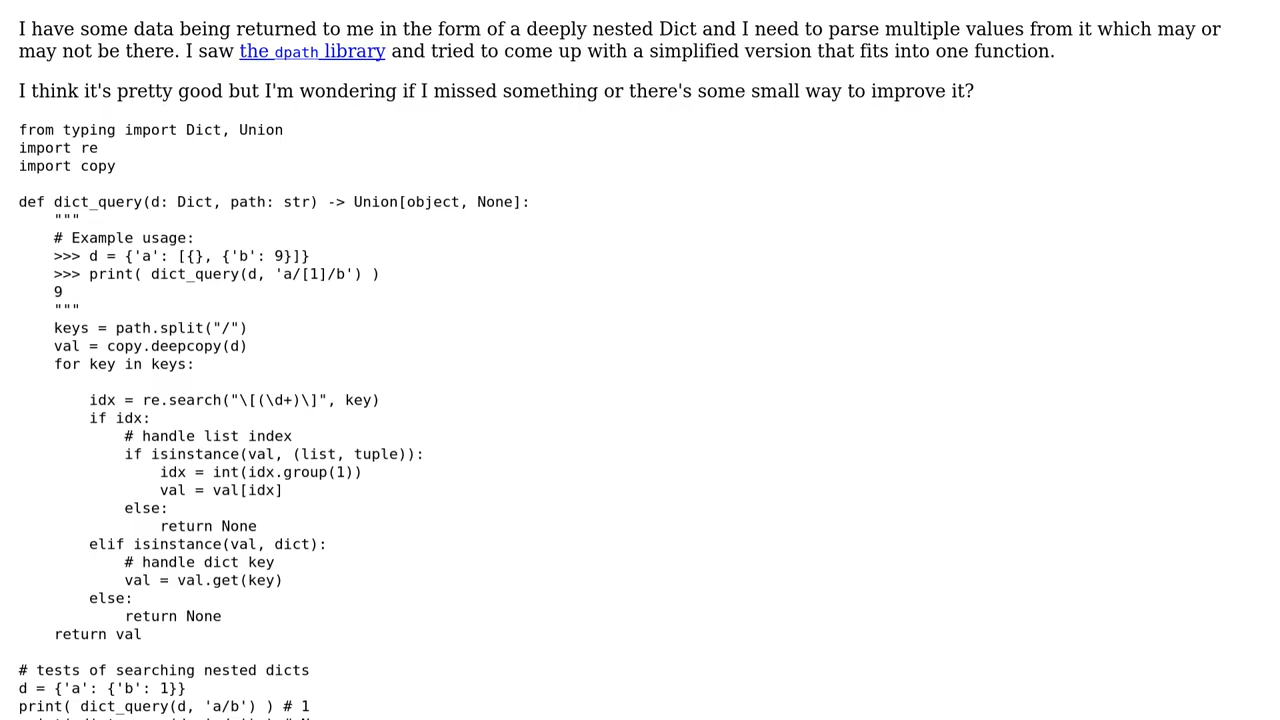 I have some data being returned to me in the form of a deeply nested Dict and I need to parse multiple values from it which may or
may not be there. I saw the dpath library and tried to come up with a simplified version that fits into one function.
I think it's pretty good but I'm wondering if I missed something or there's some small way to improve it?
from typing import Dict, Union
import re
import copy
def dict_query(d: Dict, path: str) -> Union[object, None]:
    """
    # Example usage:
    >>> d = {'a': [{}, {'b': 9}]}
    >>> print( dict_query(d, 'a/[1]/b') )
    9
    """
    keys = path.split("/")
    val = copy.deepcopy(d)
    for key in keys:
        idx = re.search("\[(\d+)\]", key)
        if idx:
            # handle list index
            if isinstance(val, (list, tuple)):
                idx = int(idx.group(1))
                val = val[idx]
            else:
                return None
        elif isinstance(val, dict):
            # handle dict key
            val = val.get(key)
        else:
            return None
    return val
# tests of searching nested dicts
d = {'a': {'b': 1}}
print( dict_query(d, 'a/b') ) # 1